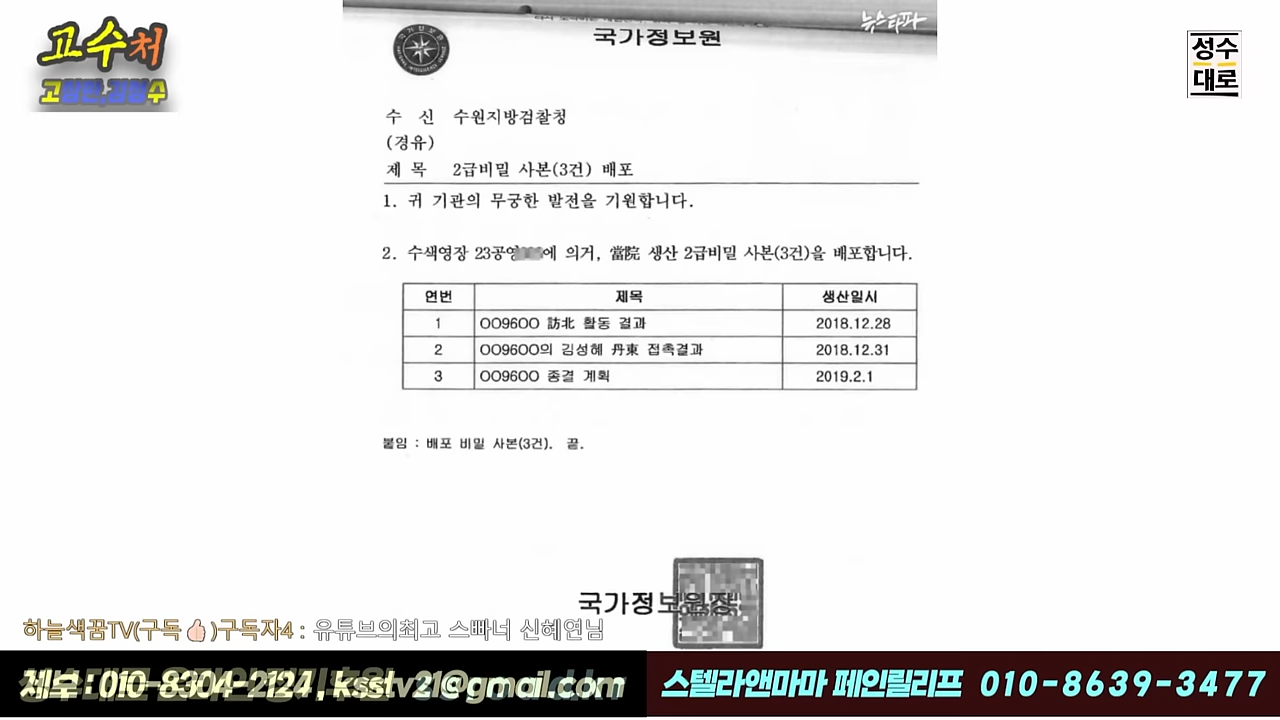 고수처
뉴스타파
국가정보원
성수
대로
수 신 수원지방검찰청
(경유)
제 목 2급비밀 사본(3건) 배포
1. 귀 기관의 무궁한 발전을 기원합니다.
2. 수색영장 23공영 에 의거, 當院 생산 2급비밀 사본(3건)을 배포합니다.
연번 제목 생산일시
1 OO96OO 訪北 활동 결과 2018.12.28
2 OO96OO의 김성혜 丹東 접촉결과 2018.12.31
3 OO96OO 종결 계획 2019.2.1
붙임 : 배포 비밀 사본(3건). 끝.
국가정보원장
하늘색꿈TV(구독👍🏻)구독자4 : 유튜브의최고 스빠너 신혜연님
제보 : 010-8304-2124 , ksstv21@gmail.com
스텔라앤마마 페인릴리프 010-8639-3477